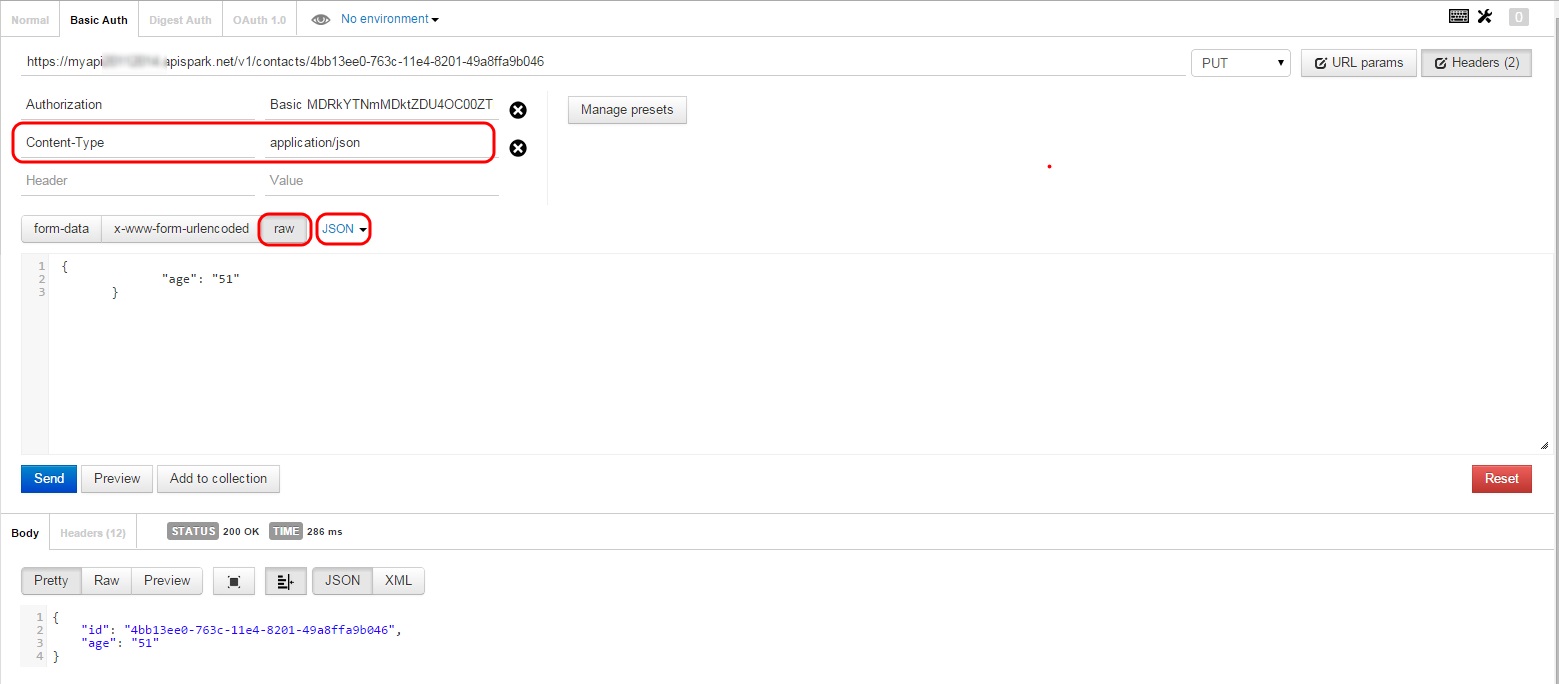 Normal Basic Auth Digest Auth OAuth 1.0 No environment 0
https://myapi apispark.net/v1/contacts/4bb13ee0-763c-11e4-8201-49a8ffa9b046 PUT URL params Headers (2)
Authorization Basic MDRkYTNmMDktZDU4OC00ZT Manage presets
Content-Type application/json
Header Value
form-data x-www-form-urlencoded raw JSON
1 {
2 "age": "51"
3 }
Send Preview Add to collection Reset
Body Headers (12) STATUS 200 OK TIME 286 ms
Pretty Raw Preview JSON XML
1 {
2 "id": "4bb13ee0-763c-11e4-8201-49a8ffa9b046",
3 "age": "51"
4 }